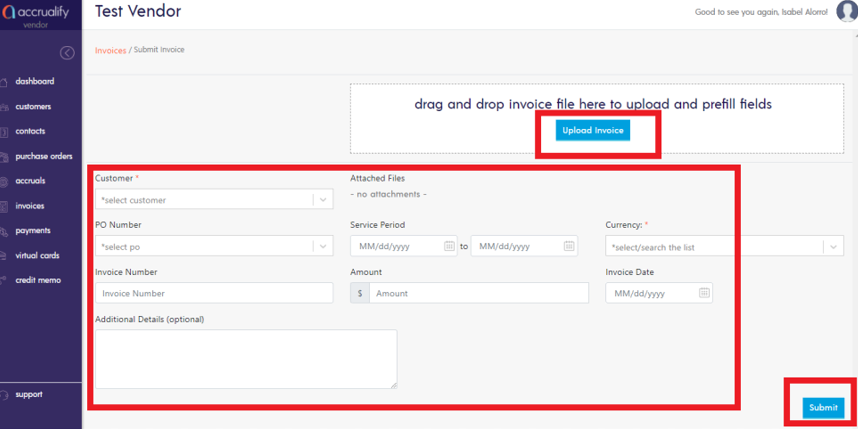 accrualify
vendor
Test Vendor
Good to see you again, Isabel Alorro!
Invoices / Submit Invoice
dashboard
customers
contacts
purchase orders
accruals
invoices
payments
virtual cards
credit memo
support
drag and drop invoice file here to upload and prefill fields
Upload Invoice
Customer *
*select customer
Attached Files
- no attachments -
PO Number
*select po
Service Period
MM/dd/yyyy to MM/dd/yyyy
Currency: *
*select/search the list
Invoice Number
Invoice Number
Amount
$ Amount
Invoice Date
MM/dd/yyyy
Additional Details (optional)
Submit